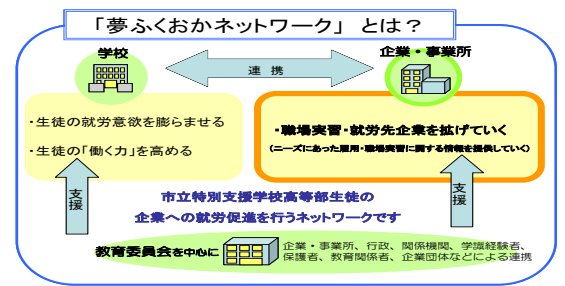 「夢ふくおかネットワーク」 とは？
学校
企業・事業所
連 携
・生徒の就労意欲を膨らませる
・生徒の「働く力」を高める
・職場実習・就労先企業を拡げていく
（ニーズにあった雇用・職場実習に関する情報を提供していく）
支援
支援
市立特別支援学校高等部生徒の
企業への就労促進を行うネットワークです
教育委員会を中心に
企業・事業所、行政、関係機関、学識経験者、
保護者、教育関係者、企業団体などによる連携